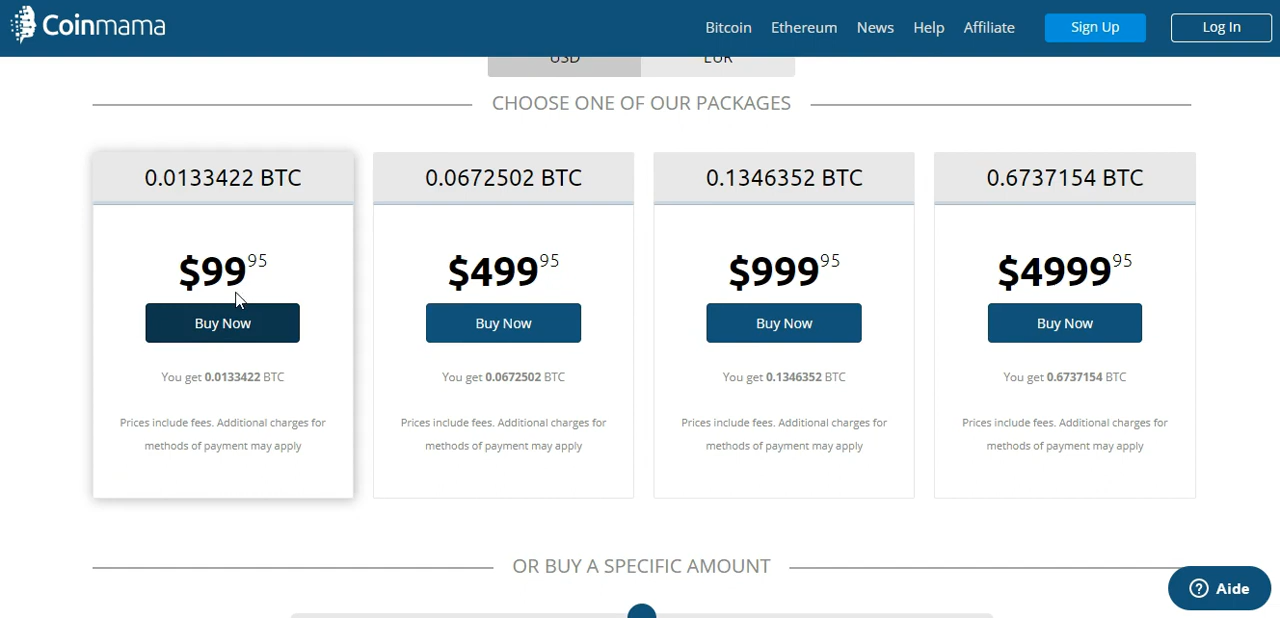 Coinmama
Bitcoin Ethereum News Help Affiliate Sign Up Log In
USD EUR
CHOOSE ONE OF OUR PACKAGES
0.0133422 BTC
$99 95
Buy Now
You get 0.0133422 BTC
Prices include fees. Additional charges for
methods of payment may apply
0.0672502 BTC
$499 95
Buy Now
You get 0.0672502 BTC
Prices include fees. Additional charges for
methods of payment may apply
0.1346352 BTC
$999 95
Buy Now
You get 0.1346352 BTC
Prices include fees. Additional charges for
methods of payment may apply
0.6737154 BTC
$4999 95
Buy Now
You get 0.6737154 BTC
Prices include fees. Additional charges for
methods of payment may apply
OR BUY A SPECIFIC AMOUNT
Aide